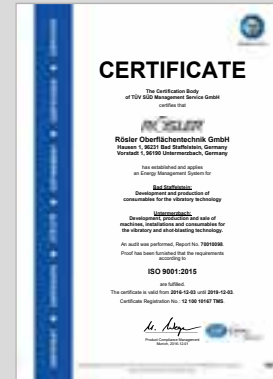 CERTIFICATE
The Certification Body
of TÜV SÜD Management Service GmbH
certifies that
RÖSLER
Rösler Oberflächentechnik GmbH
Hausen 1, 96231 Bad Staffelstein, Germany
Vorstadt 1, 96190 Untermerzbach, Germany
has established and applies
an Energy Management System for
Bad Staffelstein:
Development and production of
consumables for the vibratory technology
Untermerzbach:
Development, production and sale of
machines, installations and consumables for
the vibratory and shot-blasting technology.
An audit was performed, Report No. 70010098.
Proof has been furnished that the requirements
according to
ISO 9001:2015
are fulfilled.
The certificate is valid from 2016-12-03 until 2019-12-03.
Certificate Registration No.: 12 100 10167 TMS.
Product Compliance Management
Munich, 2016-12-01